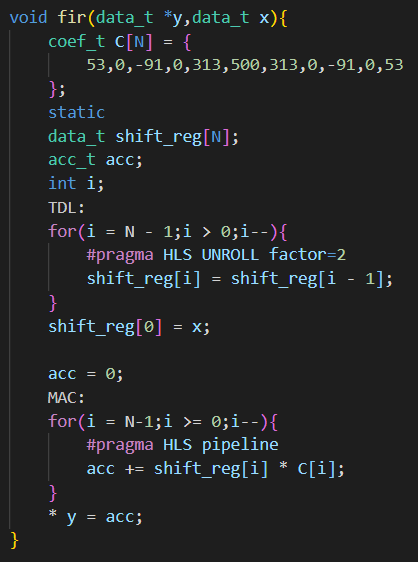 void fir(data_t *y,data_t x){
    coef_t C[N] = {
        53,0,-91,0,313,500,313,0,-91,0,53
    };
    static
    data_t shift_reg[N];
    acc_t acc;
    int i;
    TDL:
    for(i = N - 1;i > 0;i--){
        #pragma HLS UNROLL factor=2
        shift_reg[i] = shift_reg[i - 1];
    }
    shift_reg[0] = x;

    acc = 0;
    MAC:
    for(i = N-1;i >= 0;i--){
        #pragma HLS pipeline
        acc += shift_reg[i] * C[i];
    }
    * y = acc;
}